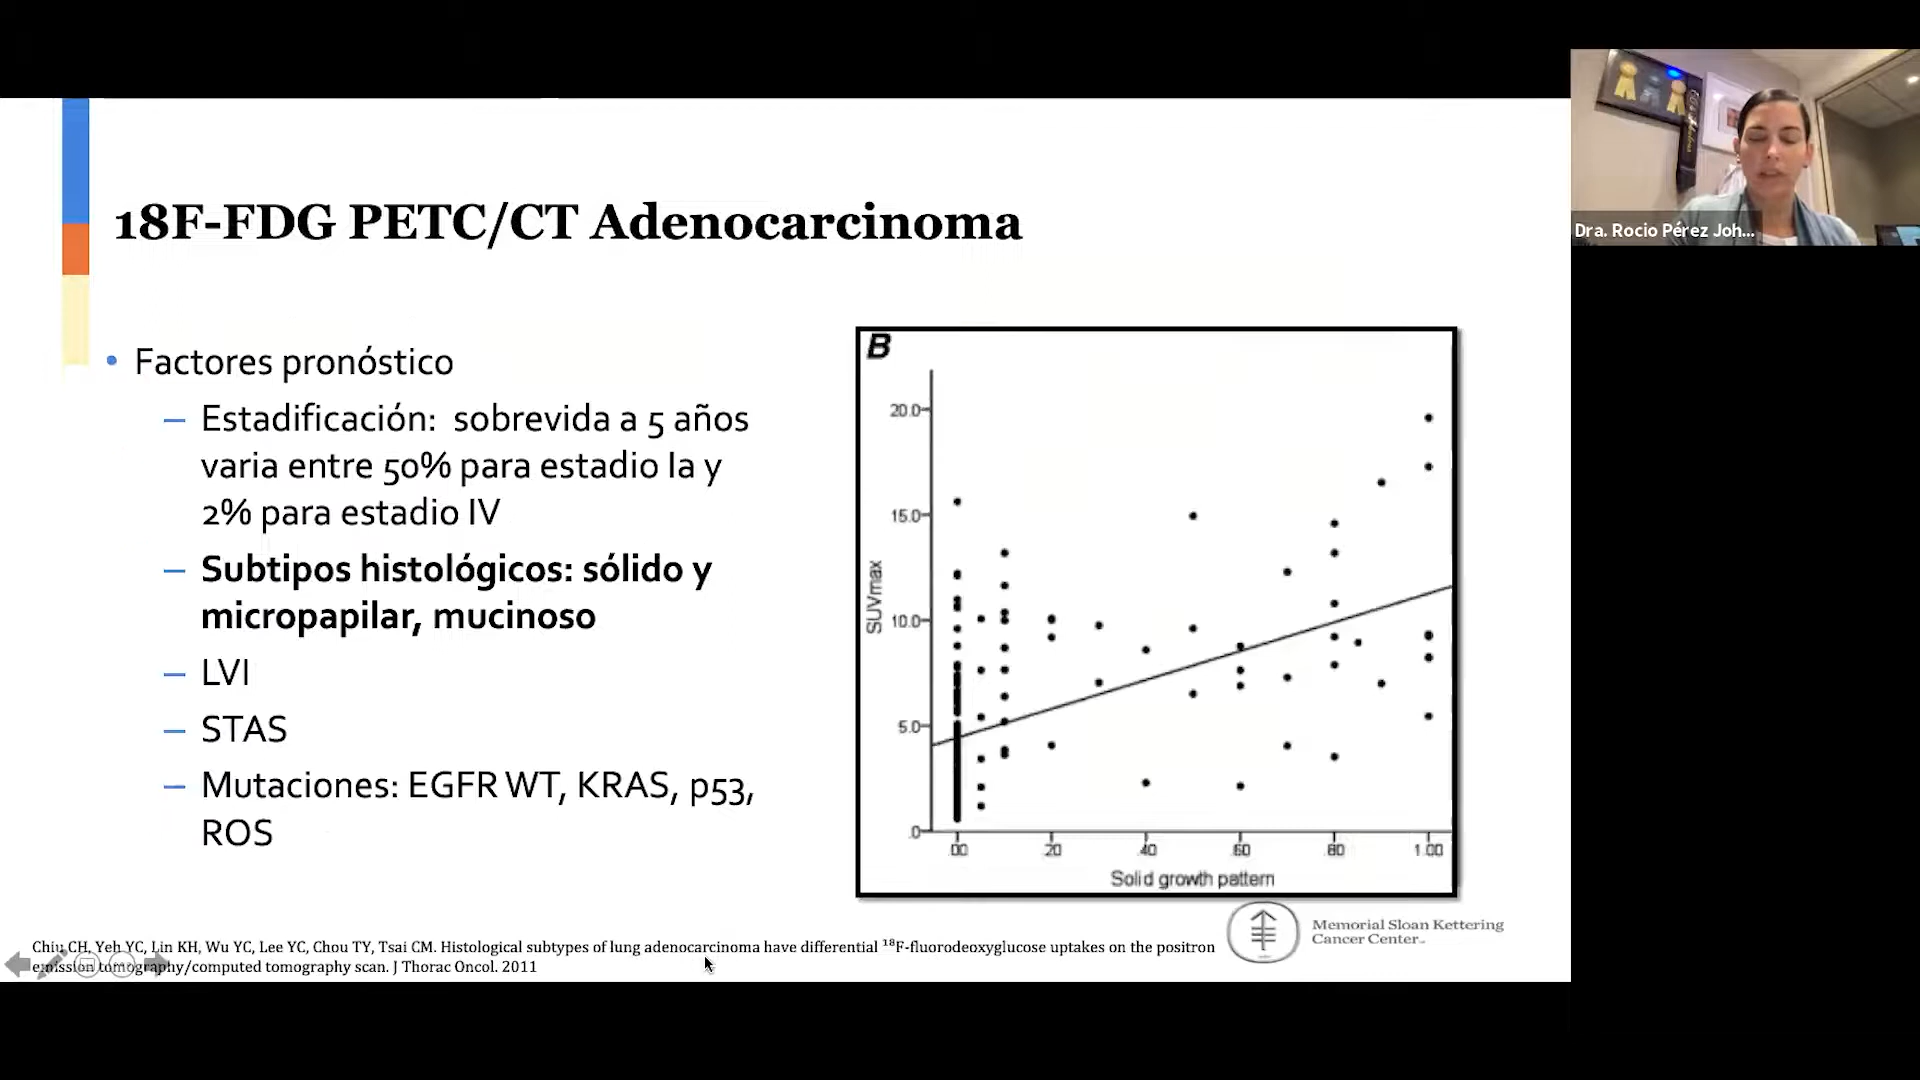 18F-FDG PETC/CT Adenocarcinoma
• Factores pronóstico
– Estadificación: sobrevida a 5 años
varia entre 50% para estadio Ia y
2% para estadio IV
– Subtipos histológicos: sólido y
micropapilar, mucinoso
– LVI
– STAS
– Mutaciones: EGFR WT, KRAS, p53,
ROS
B
SUVmax
20.0
15.0
10.0
5.0
.0
.00 .20 .40 .60 .80 1.00
Solid growth pattern
Chiu CH, Yeh YC, Lin KH, Wu YC, Lee YC, Chou TY, Tsai CM. Histological subtypes of lung adenocarcinoma have differential ¹⁸F-fluorodeoxyglucose uptakes on the positron
emission tomography/computed tomography scan. J Thorac Oncol. 2011
Memorial Sloan Kettering
Cancer Center
Dra. Rocio Pérez Joh...